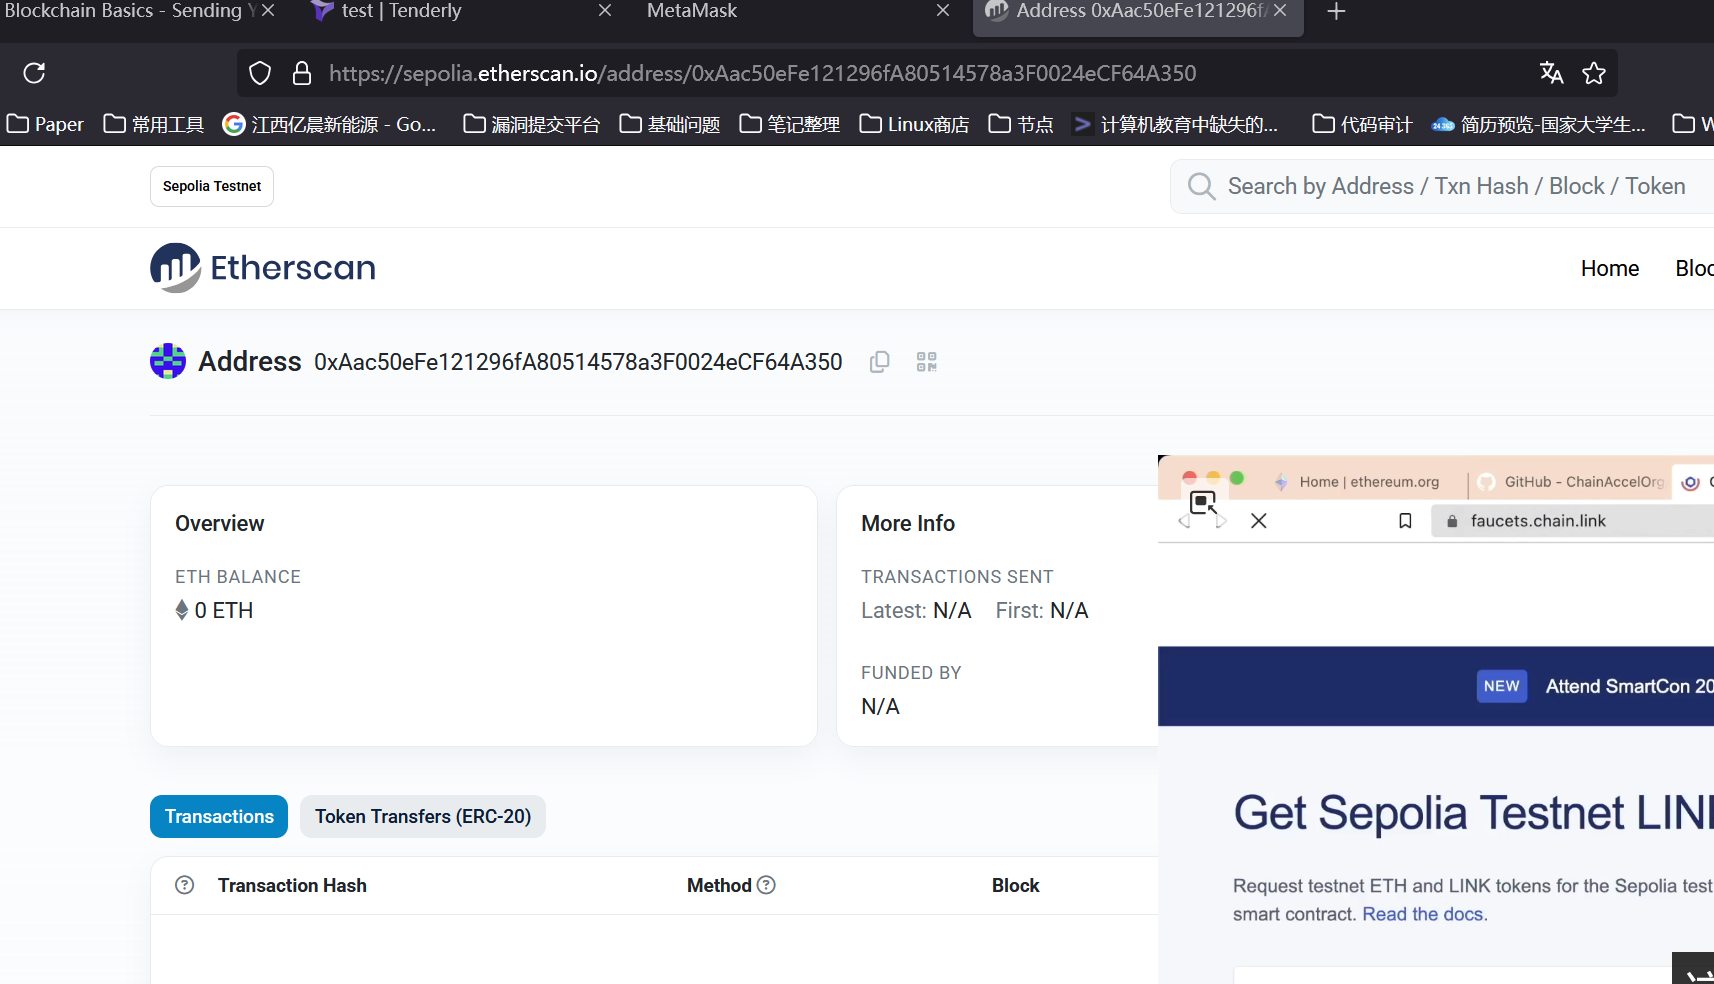 Blockchain Basics - Sending
test | Tenderly
MetaMask
Address 0xAac50eFe121296f
https://sepolia.etherscan.io/address/0xAac50eFe121296fA80514578a3F0024eCF64A350
Paper
常用工具
江西亿晨新能源 - Go...
漏洞提交平台
基础问题
笔记整理
Linux商店
节点
计算机教育中缺失的...
代码审计
简历预览-国家大学生...
Sepolia Testnet
Search by Address / Txn Hash / Block / Token
Etherscan
Home
Address 0xAac50eFe121296fA80514578a3F0024eCF64A350
Overview
ETH BALANCE
0 ETH
More Info
TRANSACTIONS SENT
Latest: N/A First: N/A
FUNDED BY
N/A
Home | ethereum.org
GitHub - ChainAccelOrg
faucets.chain.link
NEW Attend SmartCon 20
Get Sepolia Testnet LIN
Request testnet ETH and LINK tokens for the Sepolia test
smart contract. Read the docs.
Transactions
Token Transfers (ERC-20)
Transaction Hash
Method
Block